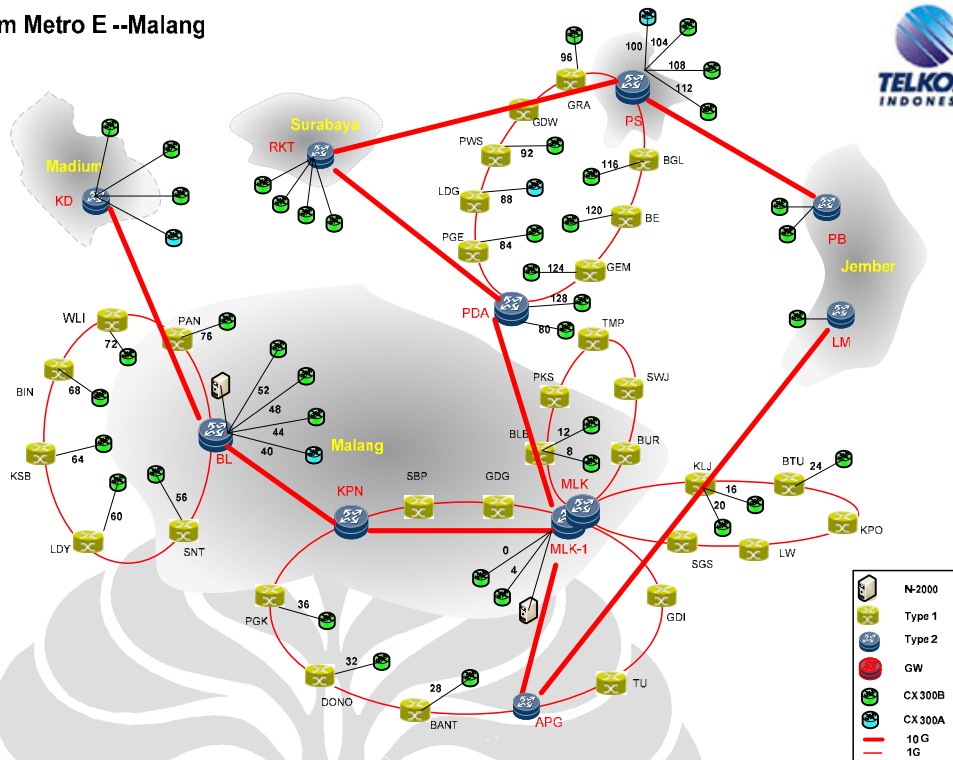 m Metro E --Malang
TELKO
INDONES
100
104
108
112
96
GRA
PS
GDW
Surabaya
RKT
PWS
92
BGL
116
Madium
KD
LDG
88
120
BE
PB
PGE
84
GEM
124
Jember
128
PDA
80
LM
WLI
PAN
76
72
TMP
BIN
68
PKS
SWJ
52
48
44
40
Malang
BL
BLB
12
8
BUR
KSB
64
56
60
KPN
SBP
GDG
MLK
MLK-1
KLJ
16
20
BTU
24
KPO
LDY
SNT
SGS
LW
0
4
PGK
36
GDI
DONO
32
28
BANT
APG
TU
N-2000
Type 1
Type 2
GW
CX300B
CX300A
10G
1G